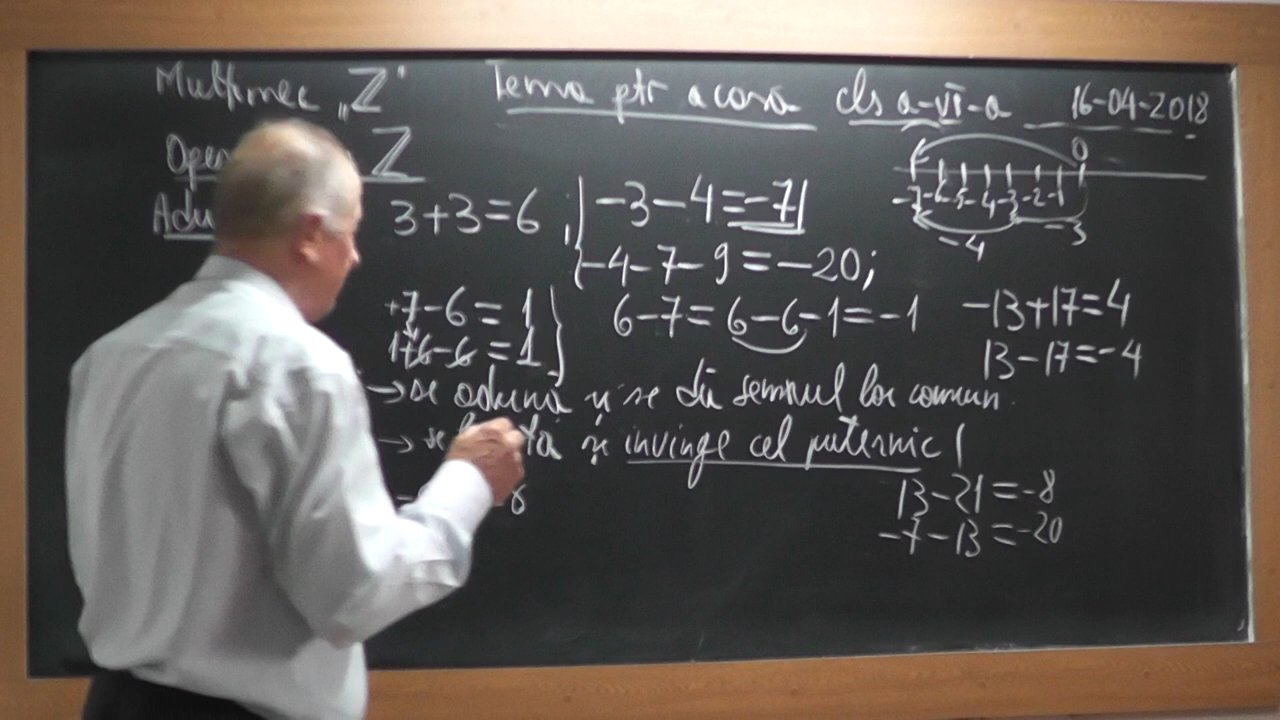 Multimec „Z" Tema ptr acasă cls a-VI-a 16-04-2018
Ope Z
Adu 3+3=6, -3-4=-7
0
-7 -6 -5 -4 -3 -2 -1
-4 -3
-4-7-9=-20;
+7-6=1 6-7=6-6-1=-1 -13+17=4
1+6-6=1 13-17=-4
→ se adună și se dă semnul lor comun.
→ se și învinge cel puternic!
13-21=-8
-7-13=-20